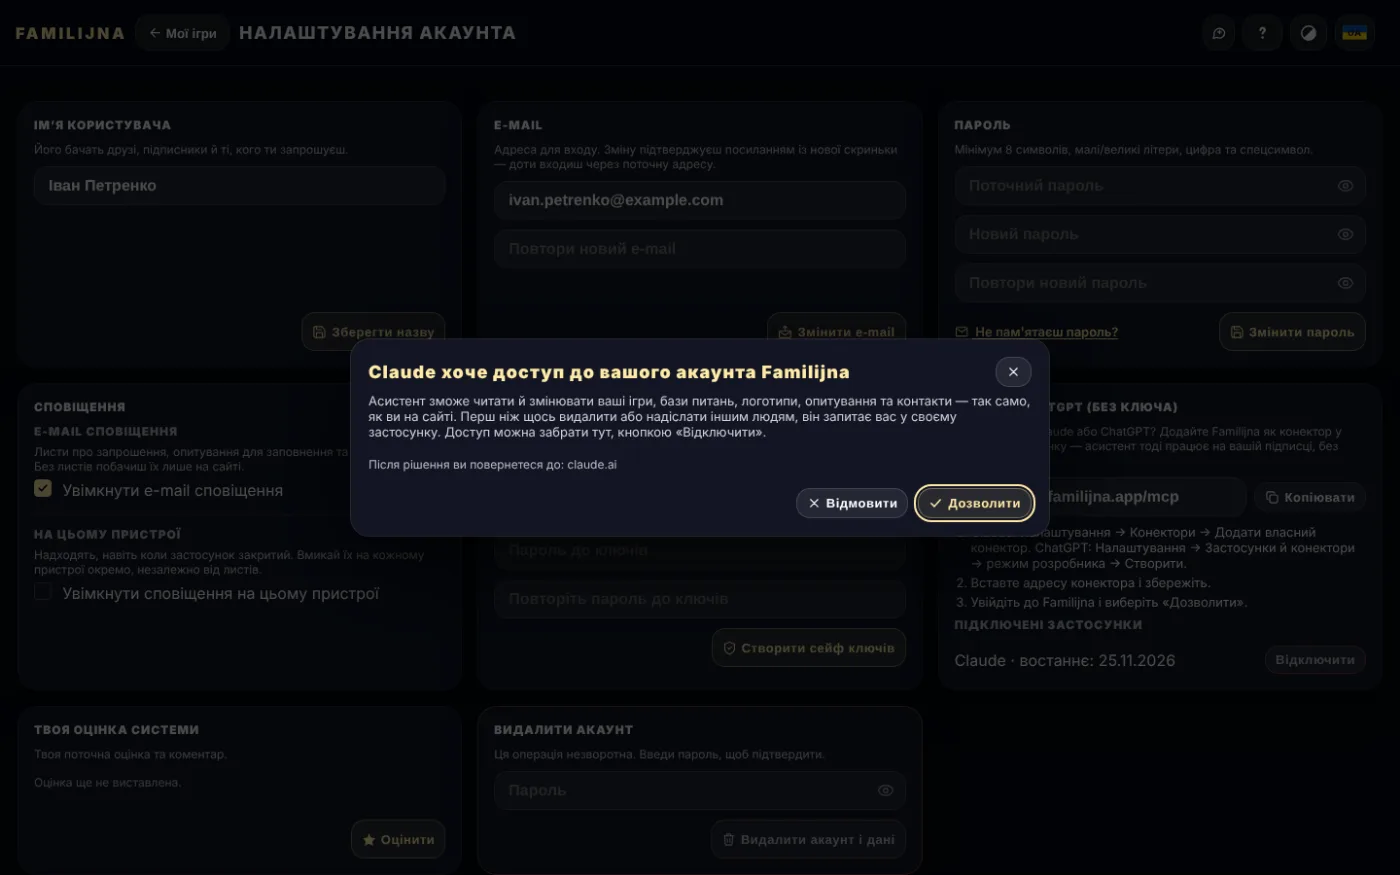 FAMILIJNA
← Мої ігри
НАЛАШТУВАННЯ АКАУНТА
?
UA
ІМ'Я КОРИСТУВАЧА
Його бачать друзі, підписники й ті, кого ти запрошуєш.
Іван Петренко
Зберегти назву
E-MAIL
Адреса для входу. Зміну підтверджуєш посиланням із нової скриньки
— доти входиш через поточну адресу.
ivan.petrenko@example.com
Повтори новий e-mail
Змінити e-mail
ПАРОЛЬ
Мінімум 8 символів, малі/великі літери, цифра та спецсимвол.
Поточний пароль
Новий пароль
Повтори новий пароль
Не пам'ятаєш пароль?
Змінити пароль
Claude хоче доступ до вашого акаунта Familijna
Асистент зможе читати й змінювати ваші ігри, бази питань, логотипи, опитування та контакти — так само,
як ви на сайті. Перш ніж щось видалити або надіслати іншим людям, він запитає вас у своєму
застосунку. Доступ можна забрати тут, кнопкою «Відключити».
Після рішення ви повернетеся до: claude.ai
Відмовити
Дозволити
СПОВІЩЕННЯ
E-MAIL СПОВІЩЕННЯ
Листи про запрошення, опитування для заповнення та
Без листів побачиш їх лише на сайті.
Увімкнути e-mail сповіщення
НА ЦЬОМУ ПРИСТРОЇ
Надходять, навіть коли застосунок закритий. Вмикай їх на кожному
пристрої окремо, незалежно від листів.
Увімкнути сповіщення на цьому пристрої
Пароль до ключів
Повторіть пароль до ключів
Створити сейф ключів
(БЕЗ КЛЮЧА)
або ChatGPT? Додайте Familijna як конектор у
— асистент тоді працює на вашій підписці, без
familijna.app/mcp
Копіювати
→ Конектори → Додати власний
конектор. ChatGPT: Налаштування → Застосунки й конектори
→ режим розробника → Створити.
2. Вставте адресу конектора і збережіть.
3. Увійдіть до Familijna і виберіть «Дозволити».
ПІДКЛЮЧЕНІ ЗАСТОСУНКИ
Claude · востаннє: 25.11.2026
Відключити
ТВОЯ ОЦІНКА СИСТЕМИ
Твоя поточна оцінка та коментар.
Оцінка ще не виставлена.
Оцінити
ВИДАЛИТИ АКАУНТ
Ця операція незворотна. Введи пароль, щоб підтвердити.
Пароль
Видалити акаунт і дані